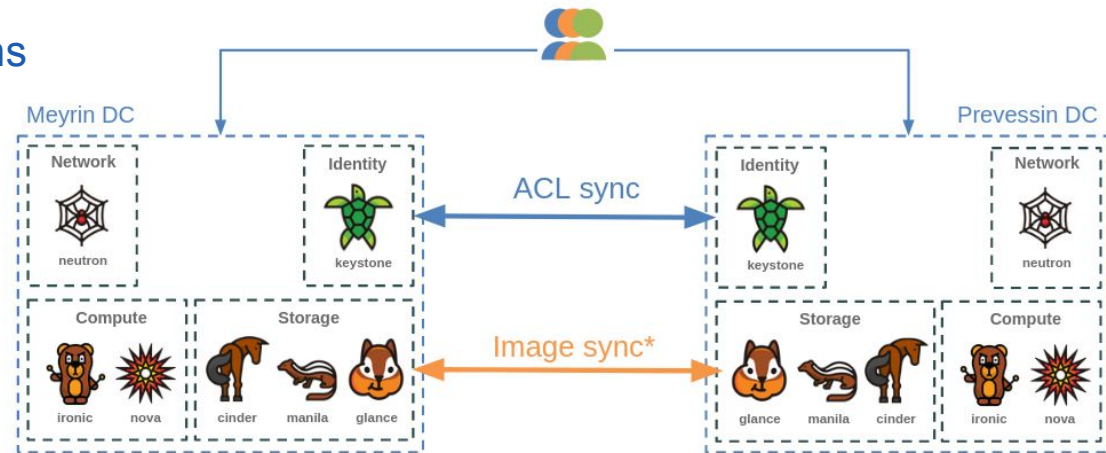 ns
Meyrin DC
Prevessin DC
Network
neutron
Identity
keystone
ACL sync
Identity
keystone
Network
neutron
Compute
ironic
nova
Storage
cinder
manila
glance
Image sync*
Storage
glance
manila
cinder
Compute
ironic
nova